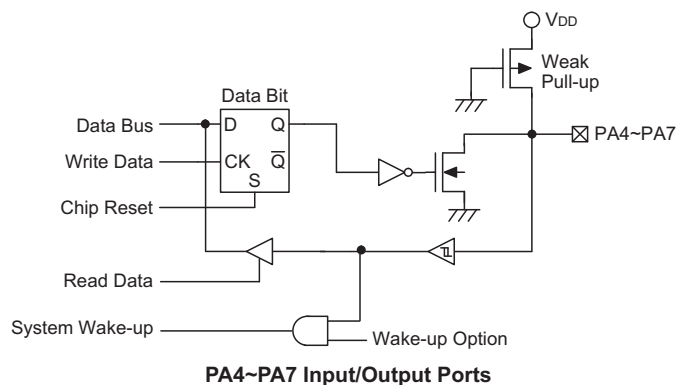 VDD
Weak
Pull-up
Data Bit
Data Bus
D
Q
PA4~PA7
Write Data
CK
Q̅
S
Chip Reset
Read Data
System Wake-up
Wake-up Option
PA4~PA7 Input/Output Ports